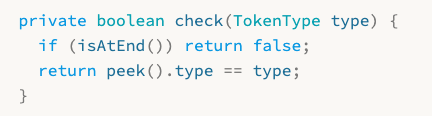 private boolean check(TokenType type) {
  if (isAtEnd()) return false;
  return peek().type == type;
}